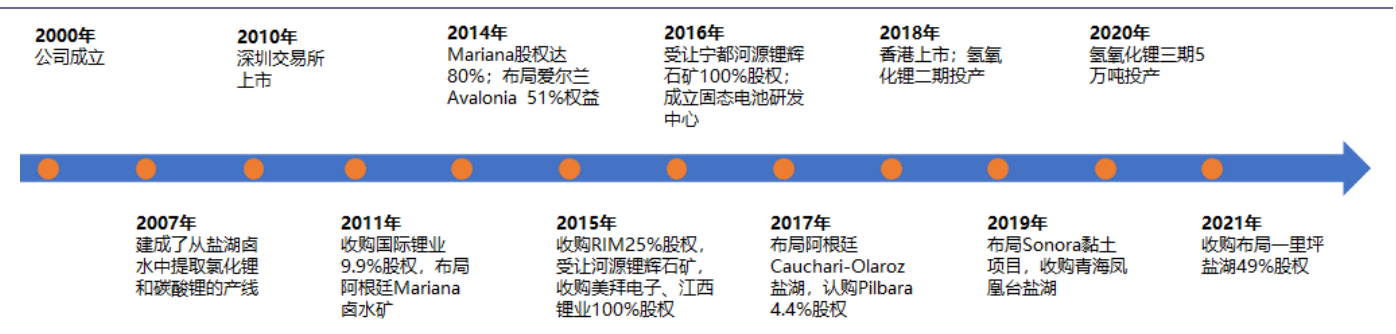 2000年
公司成立
2010年
深圳交易所
上市
2014年
Mariana股权达
80%；布局爱尔兰
Avalonia 51%权益
2016年
受让宁都河源锂辉
石矿100%股权；
成立固态电池研发
中心
2018年
香港上市；氢氧
化锂二期投产
2020年
氢氧化锂三期5
万吨投产
2007年
建成了从盐湖卤
水中提取氯化锂
和碳酸锂的产线
2011年
收购国际锂业
9.9%股权，布局
阿根廷Mariana
卤水矿
2015年
收购RIM25%股权，
受让河源锂辉石矿，
收购美拜电子、江西
锂业100%股权
2017年
布局阿根廷
Cauchari-Olaroz
盐湖，认购Pilbara
4.4%股权
2019年
布局Sonora黏土
项目，收购青海凤
凰台盐湖
2021年
收购布局一里坪
盐湖49%股权